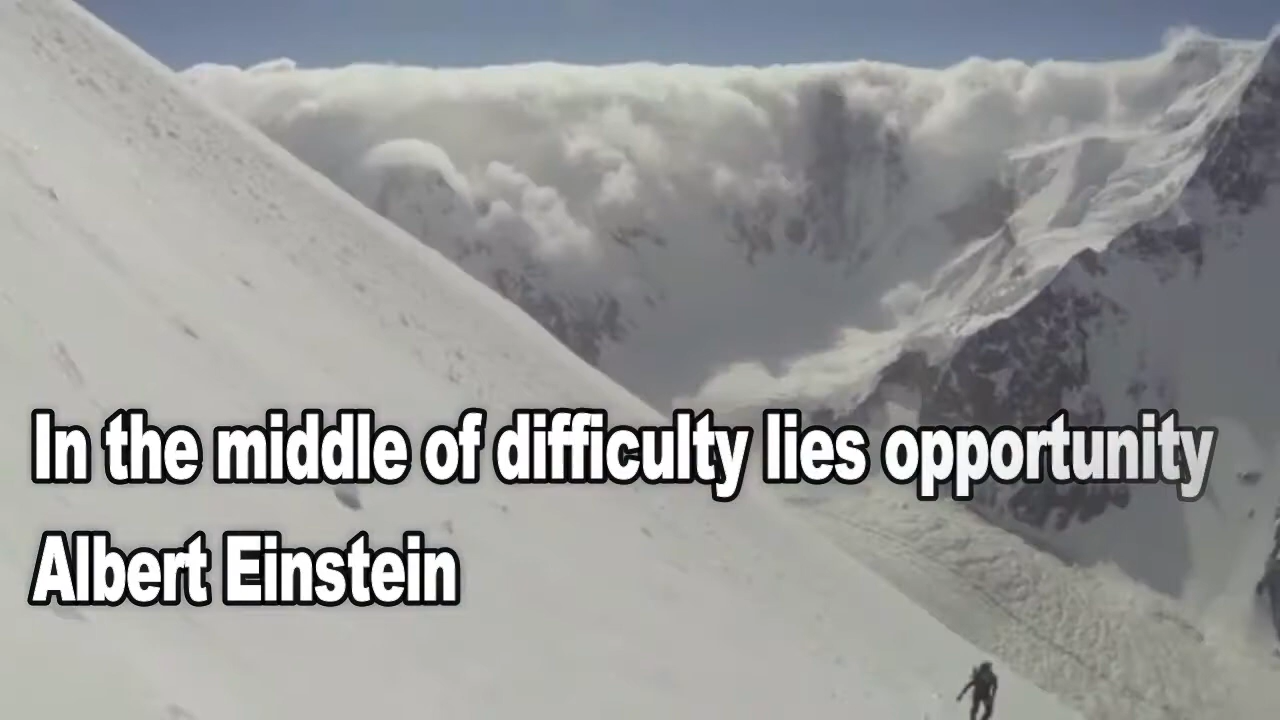 In the middle of difficulty lies opportunity
Albert Einstein